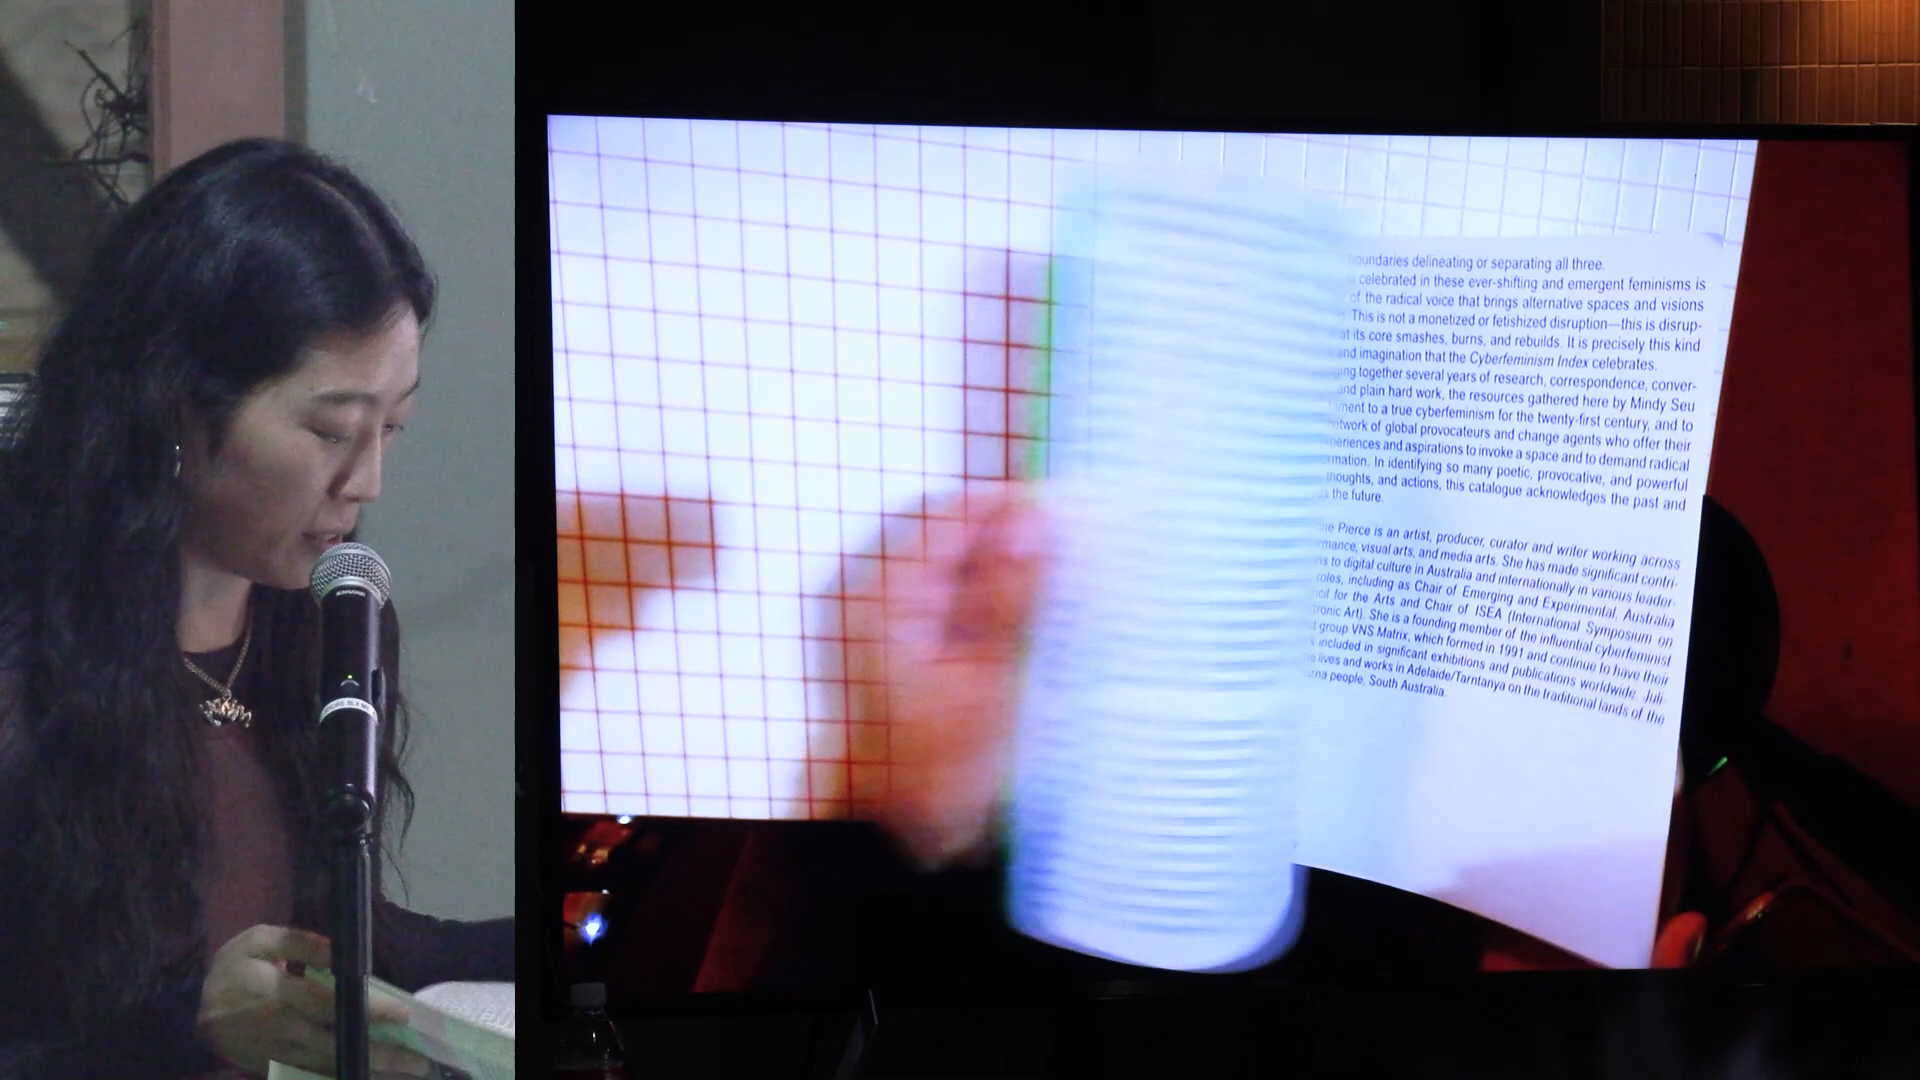 boundaries delineating or separating all three.
celebrated in these ever-shifting and emergent feminisms is
of the radical voice that brings alternative spaces and visions
This is not a monetized or fetishized disruption—this is disrup-
at its core smashes, burns, and rebuilds. It is precisely this kind
and imagination that the Cyberfeminism Index celebrates.
ing together several years of research, correspondence, conver-
and plain hard work, the resources gathered here by Mindy Seu
ment to a true cyberfeminism for the twenty-first century, and to
network of global provocateurs and change agents who offer their
periences and aspirations to invoke a space and to demand radical
rmation. In identifying so many poetic, provocative, and powerful
thoughts, and actions, this catalogue acknowledges the past and
the future.
ne Pierce is an artist, producer, curator and writer working across
rmance, visual arts, and media arts. She has made significant contri-
ns to digital culture in Australia and internationally in various leader-
roles, including as Chair of Emerging and Experimental, Australia
cil for the Arts and Chair of ISEA (International Symposium on
tronic Art). She is a founding member of the influential cyberfeminist
group VNS Matrix, which formed in 1991 and continue to have their
included in significant exhibitions and publications worldwide. Juli-
lives and works in Adelaide/Tarntanya on the traditional lands of the
rna people, South Australia.
SHURE